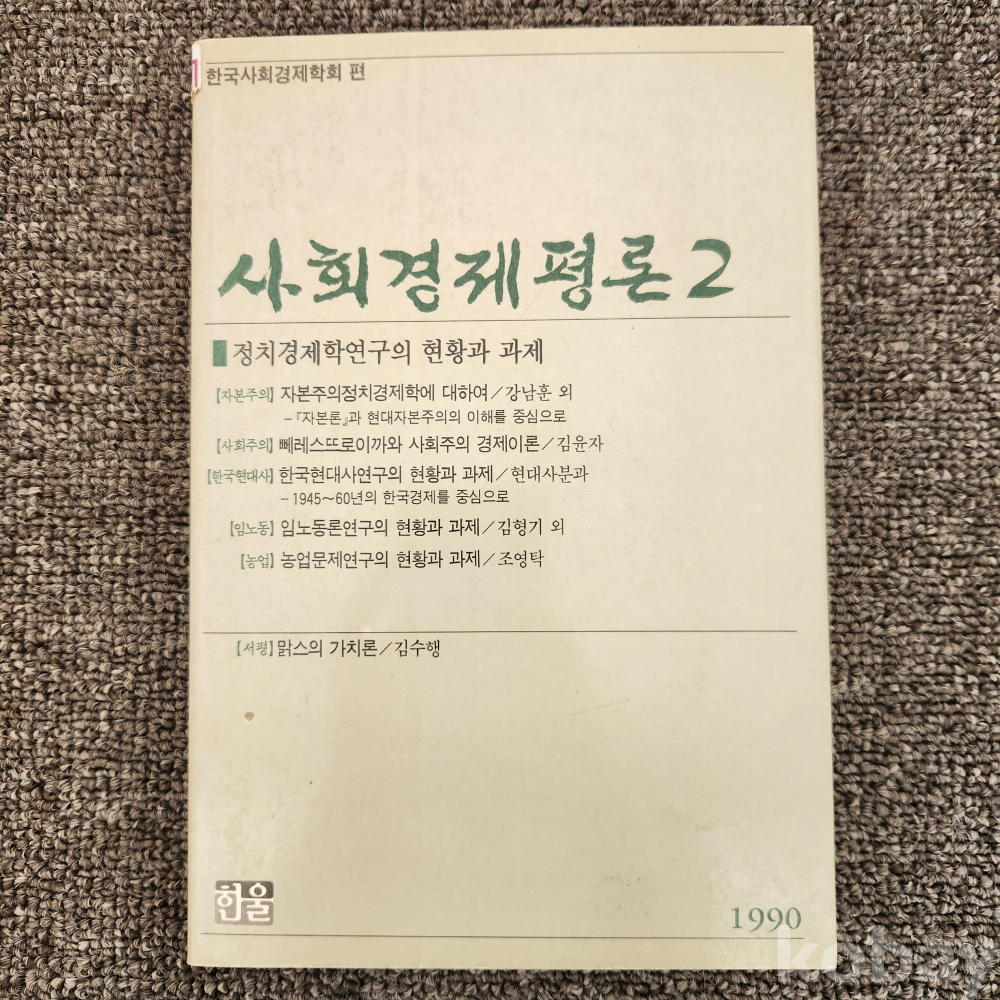 한국사회경제학회 편
사회경제평론 2
정치경제학연구의 현황과 과제
[자본주의] 자본주의정치경제학에 대하여/강남훈 외
-『자본론』과 현대자본주의의 이해를 중심으로
[사회주의] 뻬레스뜨로이까와 사회주의 경제이론/김윤자
[한국현대사] 한국현대사연구의 현황과 과제/현대사분과
- 1945~60년의 한국경제를 중심으로
[임노동] 임노동론연구의 현황과 과제/김형기 외
[농업] 농업문제연구의 현황과 과제/조영탁
[서평] 맑스의 가치론/김수행
한울
1990
kobay